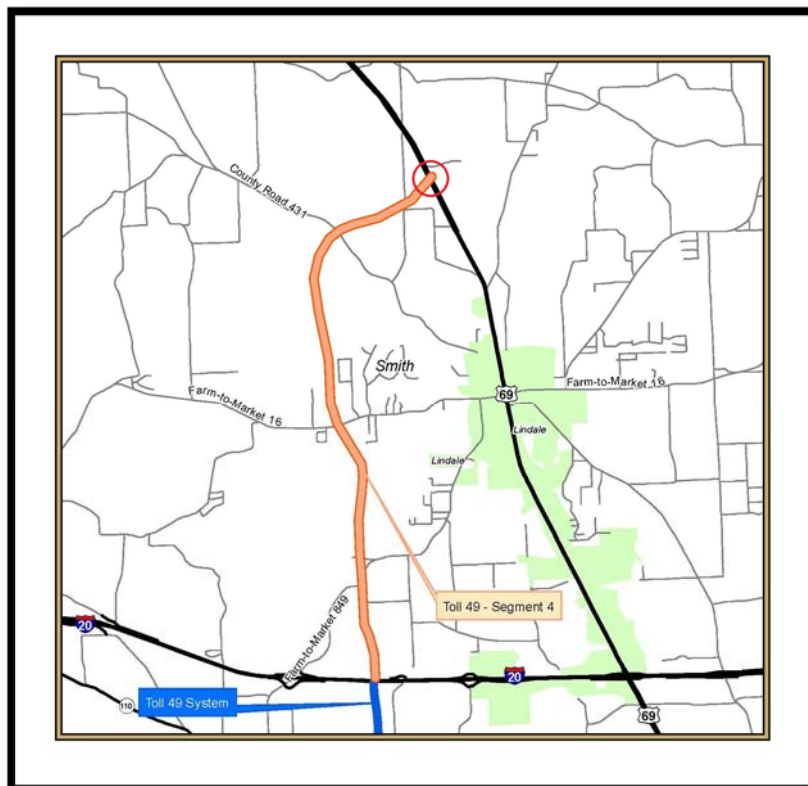 County Road 431
Smith
Farm-to-Market 16
69
Farm-to-Market 16
Lindale
Lindale
Toll 49 - Segment 4
20
Farm-to-Market 849
20
110
Toll 49 System
69